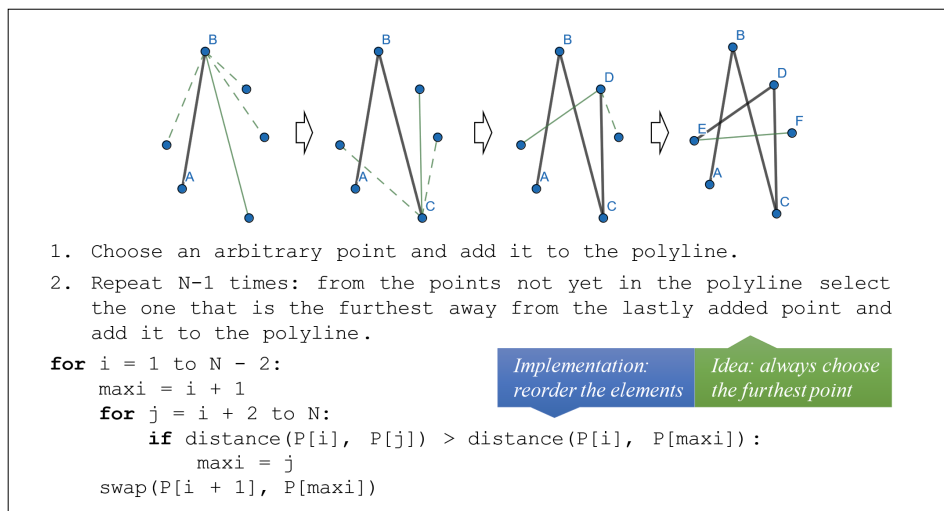 B
A
B
A
C
B
D
A
C
B
D
E
F
A
C
1. Choose an arbitrary point and add it to the polyline.
2. Repeat N-1 times: from the points not yet in the polyline select
the one that is the furthest away from the lastly added point and
add it to the polyline.
for i = 1 to N - 2:
maxi = i + 1
for j = i + 2 to N:
if distance(P[i], P[j]) > distance(P[i], P[maxi]):
maxi = j
swap(P[i + 1], P[maxi])
Implementation:
reorder the elements
Idea: always choose
the furthest point